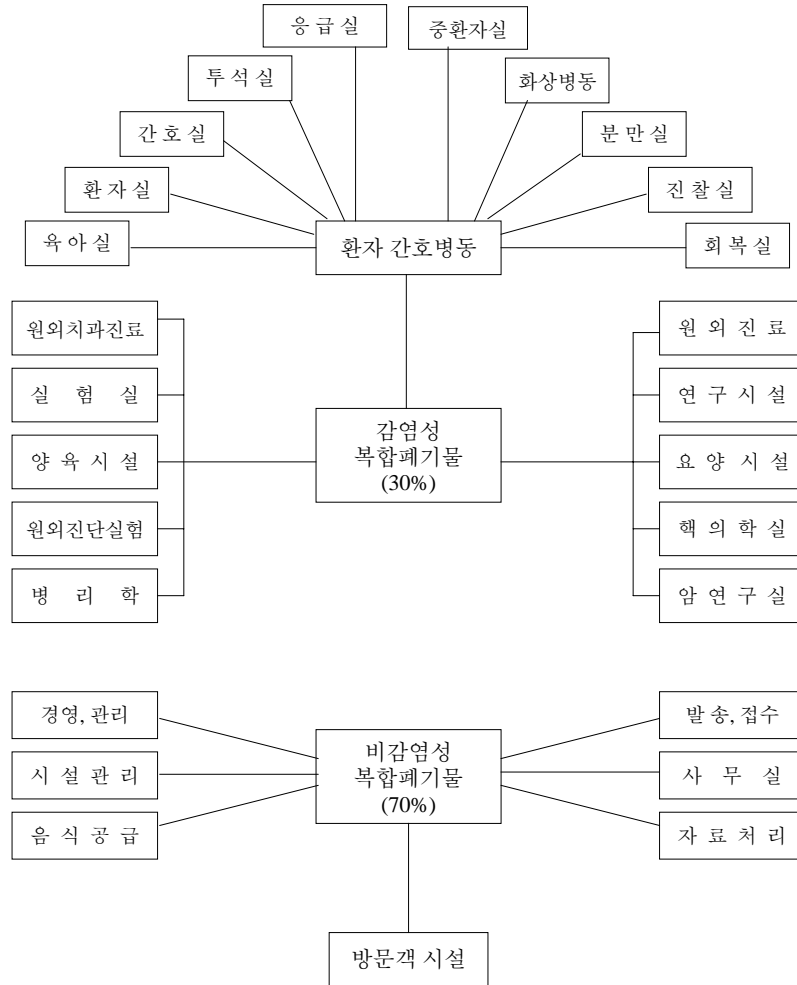 응 급 실
중환자실
투 석 실
화상병동
간 호 실
분 만 실
환 자 실
진 찰 실
육 아 실
환자 간호병동
회 복 실
원외치과진료
원 외 진 료
실 험 실
연 구 시 설
감염성
복합폐기물
(30%)
양 육 시 설
요 양 시 설
원외진단실험
핵 의 학 실
병 리 학
암 연 구 실
경영, 관리
발 송, 접수
비감염성
복합폐기물
(70%)
시 설 관 리
사 무 실
음 식 공 급
자 료 처 리
방문객 시설